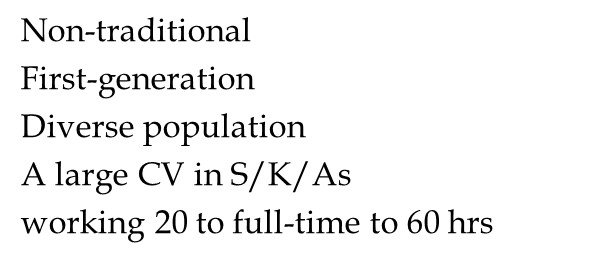 Non-traditional
First-generation
Diverse population
A large CV in S/K/As
working 20 to full-time to 60 hrs